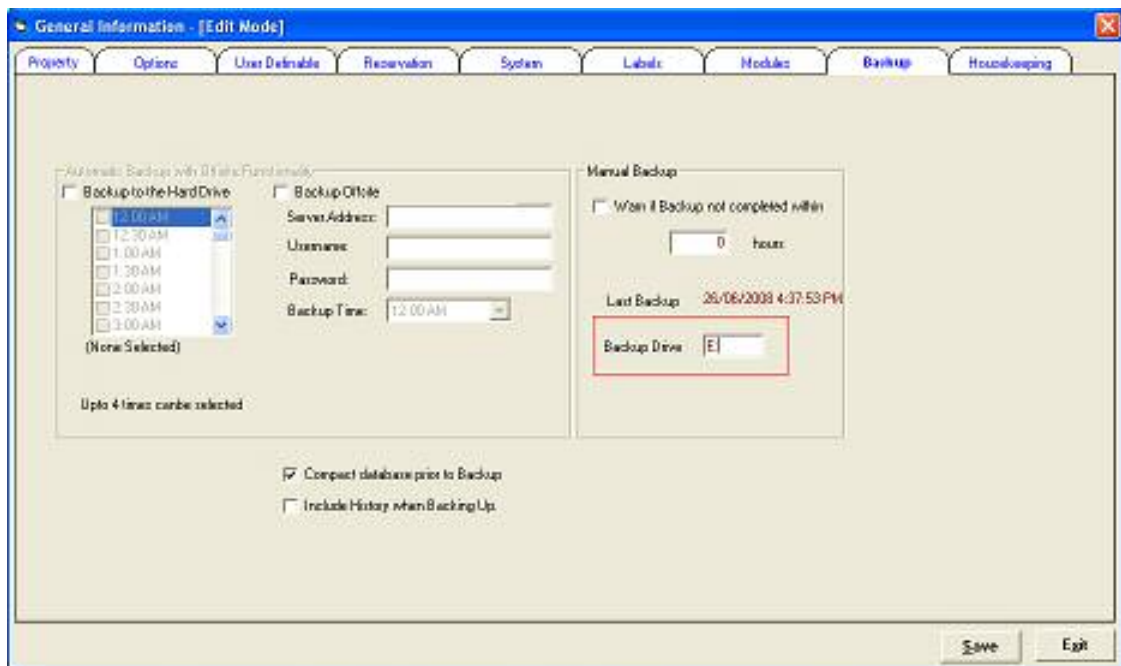 General Information - [Edit Mode]
Property Options User Definable Reservation System Labels Modules Backup Housekeeping
Automatic Backup with Offsite Functionality
Manual Backup
Backup to the Hard Drive
Backup Offsite
Warn if Backup not completed within
12:00 AM
12:30 AM
1:00 AM
1:30 AM
2:00 AM
2:30 AM
3:00 AM
(None Selected)
Upto 4 times canbe selected
Server Address:
Username:
Password:
Backup Time: 12:00 AM
0 hours
Last Backup 26/06/2008 4:37:53 PM
Backup Drive E:
Compact database prior to Backup
Include History when Backing Up.
Save Exit